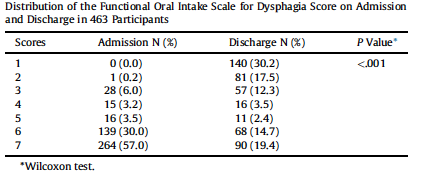 Distribution of the Functional Oral Intake Scale for Dysphagia Score on Admission
and Discharge in 463 Participants
Scores Admission N (%) Discharge N (%) P Value*
1 0 (0.0) 140 (30.2) <.001
2 1 (0.2) 81 (17.5)
3 28 (6.0) 57 (12.3)
4 15 (3.2) 16 (3.5)
5 16 (3.5) 11 (2.4)
6 139 (30.0) 68 (14.7)
7 264 (57.0) 90 (19.4)
*Wilcoxon test.